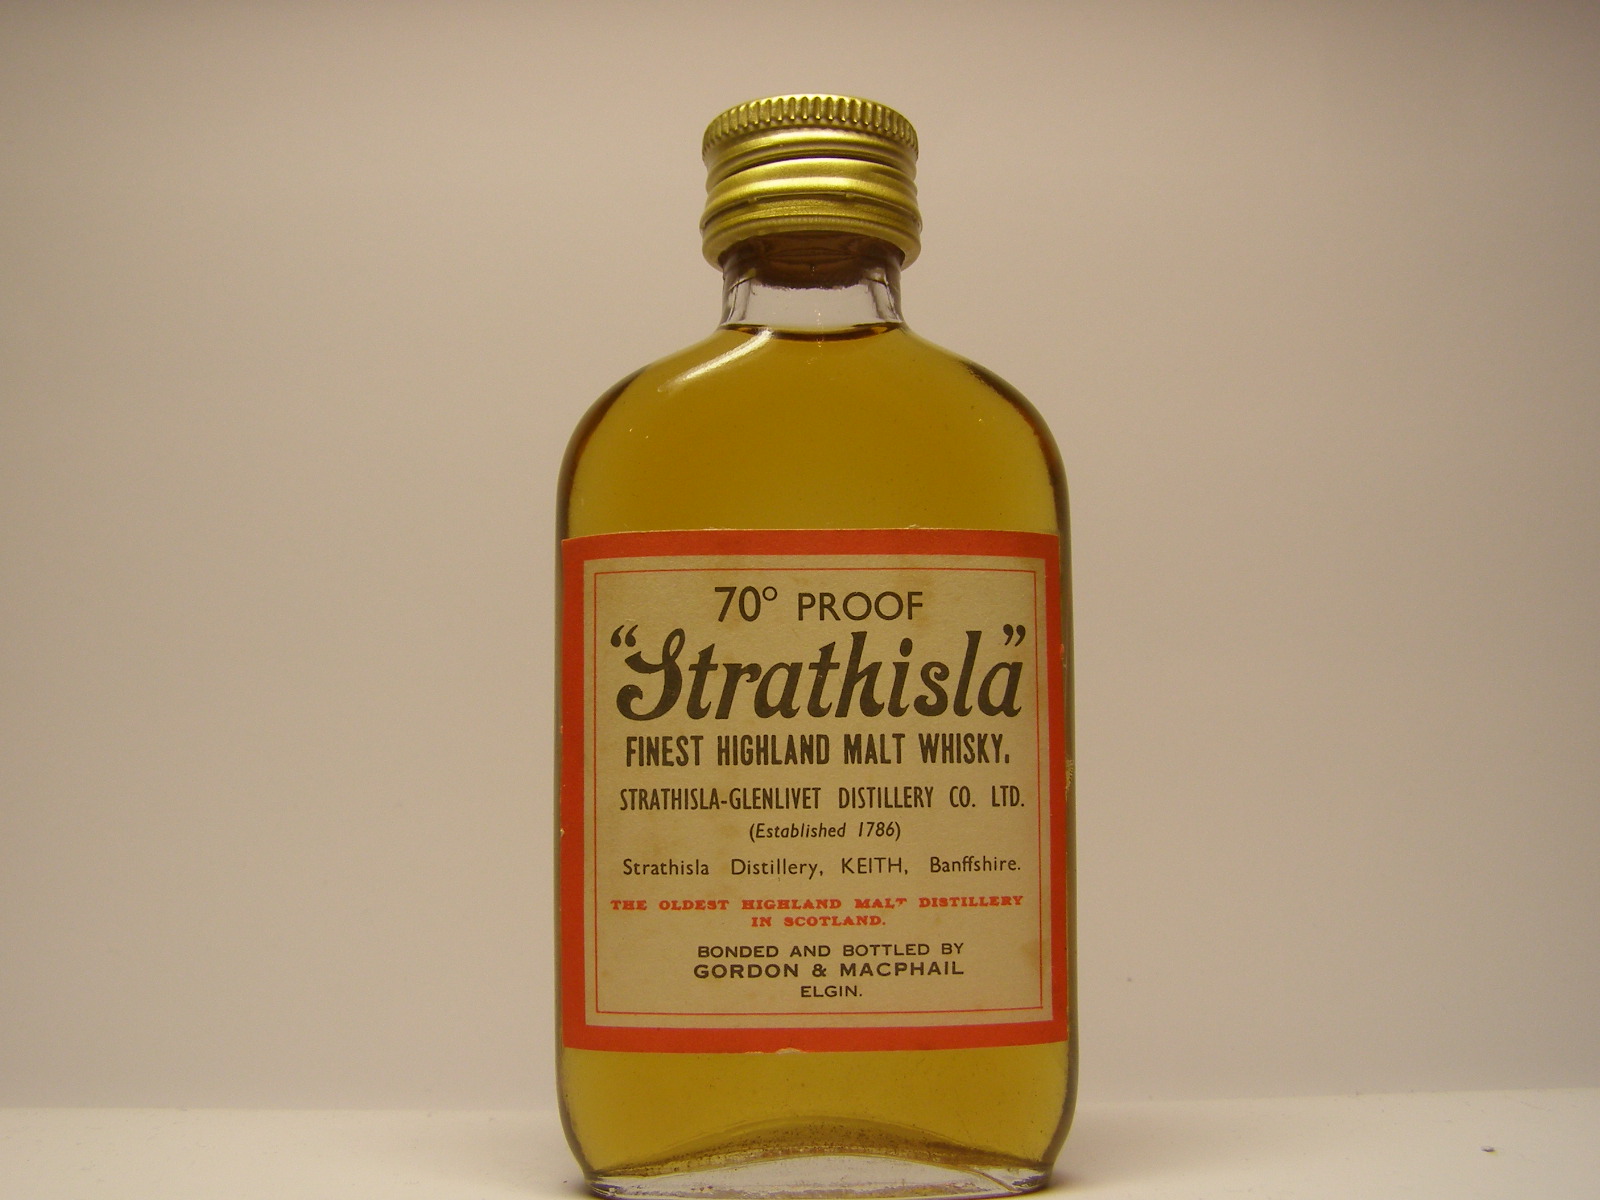 70° PROOF
“Strathisla”
FINEST HIGHLAND MALT WHISKY.
STRATHISLA-GLENLIVET DISTILLERY CO. LTD.
(Established 1786)
Strathisla Distillery, KEITH, Banffshire.
THE OLDEST HIGHLAND MALT DISTILLERY
IN SCOTLAND.
BONDED AND BOTTLED BY
GORDON & MACPHAIL
ELGIN.